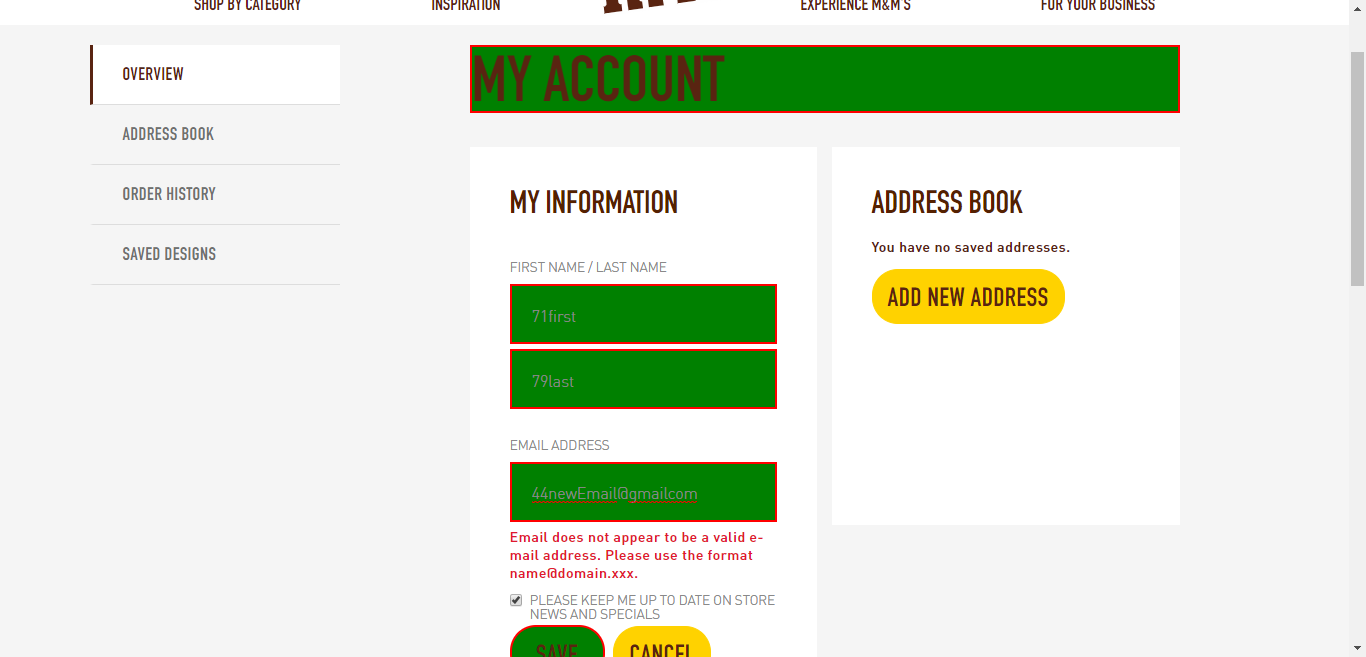 SHOP BY CATEGORY
INSPIRATION
EXPERIENCE M&M'S
FOR YOUR BUSINESS
OVERVIEW
ADDRESS BOOK
ORDER HISTORY
SAVED DESIGNS
MY ACCOUNT
MY INFORMATION
FIRST NAME / LAST NAME
71first
79last
EMAIL ADDRESS
44newEmail@gmailcom
Email does not appear to be a valid e-
mail address. Please use the format
name@domain.xxx.
PLEASE KEEP ME UP TO DATE ON STORE
NEWS AND SPECIALS
SAVE
CANCEL
ADDRESS BOOK
You have no saved addresses.
ADD NEW ADDRESS